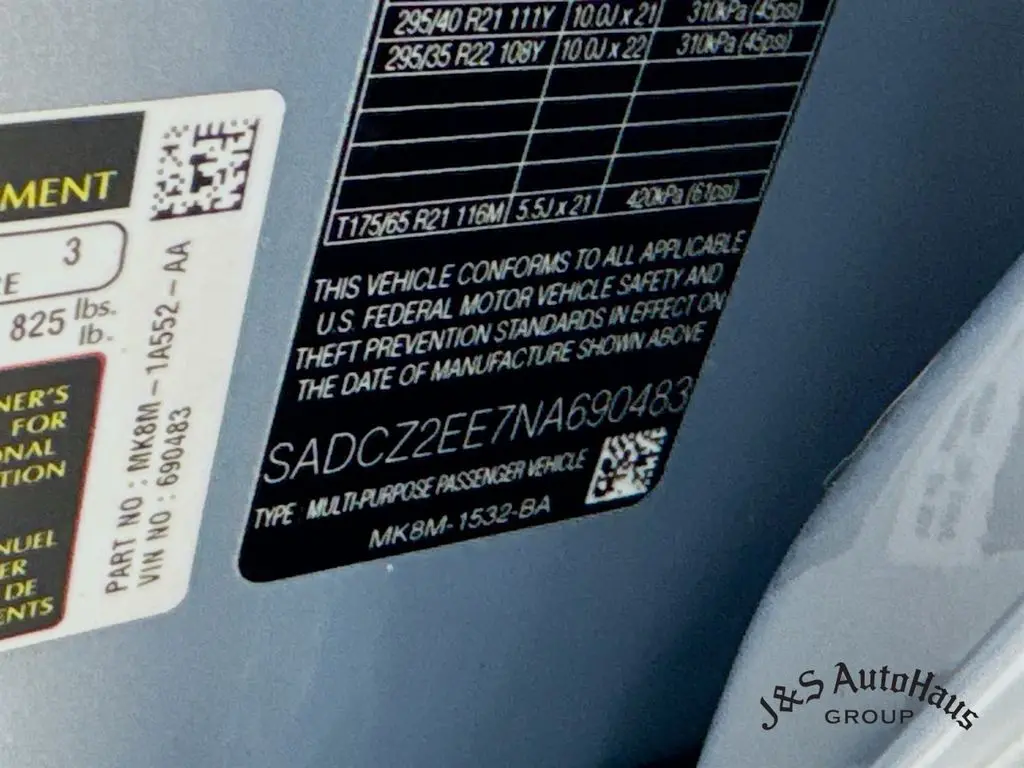 MENT
3
RE
825 lbs.
lb.
NER'S
FOR
ONAL
TION
NUEL
ER
DE
ENTS
PART NO : MK8M-1A552-AA
VIN NO : 690483
295/40 R21 111Y 10.0J x 21 310kPa (45psi)
295/35 R22 108Y 10.0J x 22 310kPa (45psi)
T175/65 R21 116M 5.5J x 21 420kPa (61psi)
THIS VEHICLE CONFORMS TO ALL APPLICABLE
U.S. FEDERAL MOTOR VEHICLE SAFETY AND
THEFT PREVENTION STANDARDS IN EFFECT ON
THE DATE OF MANUFACTURE SHOWN ABOVE
SADCZ2EE7NA690483
TYPE MULTI-PURPOSE PASSENGER VEHICLE
MK8M-1532-BA
J&S AutoHaus
GROUP